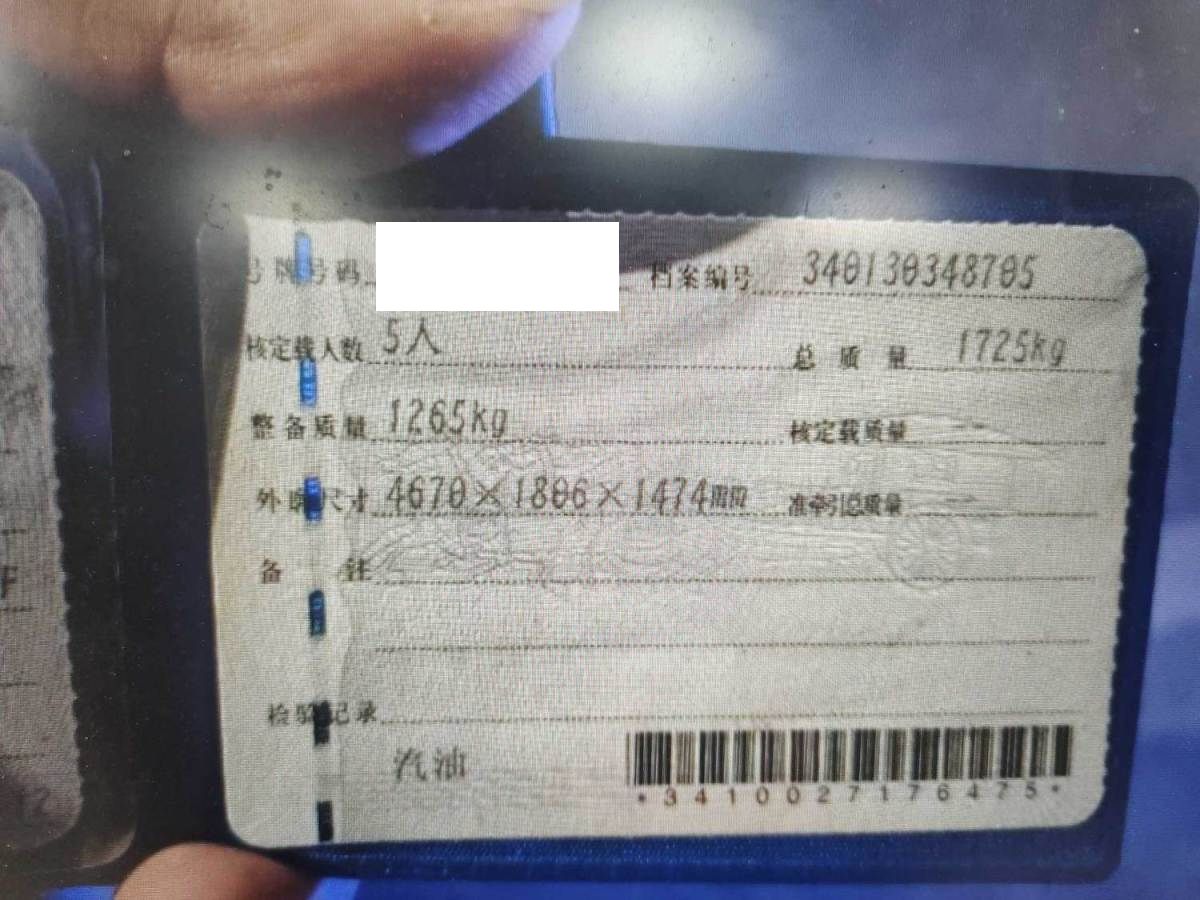 号牌号码 档案编号 340130348705
核定载人数 5人 总质量 1725kg
整备质量 1265kg 核定载质量 --
外廓尺寸 4670×1806×1474mm 准牵引总质量 --
备注
检验记录
汽油
*3410027176475*